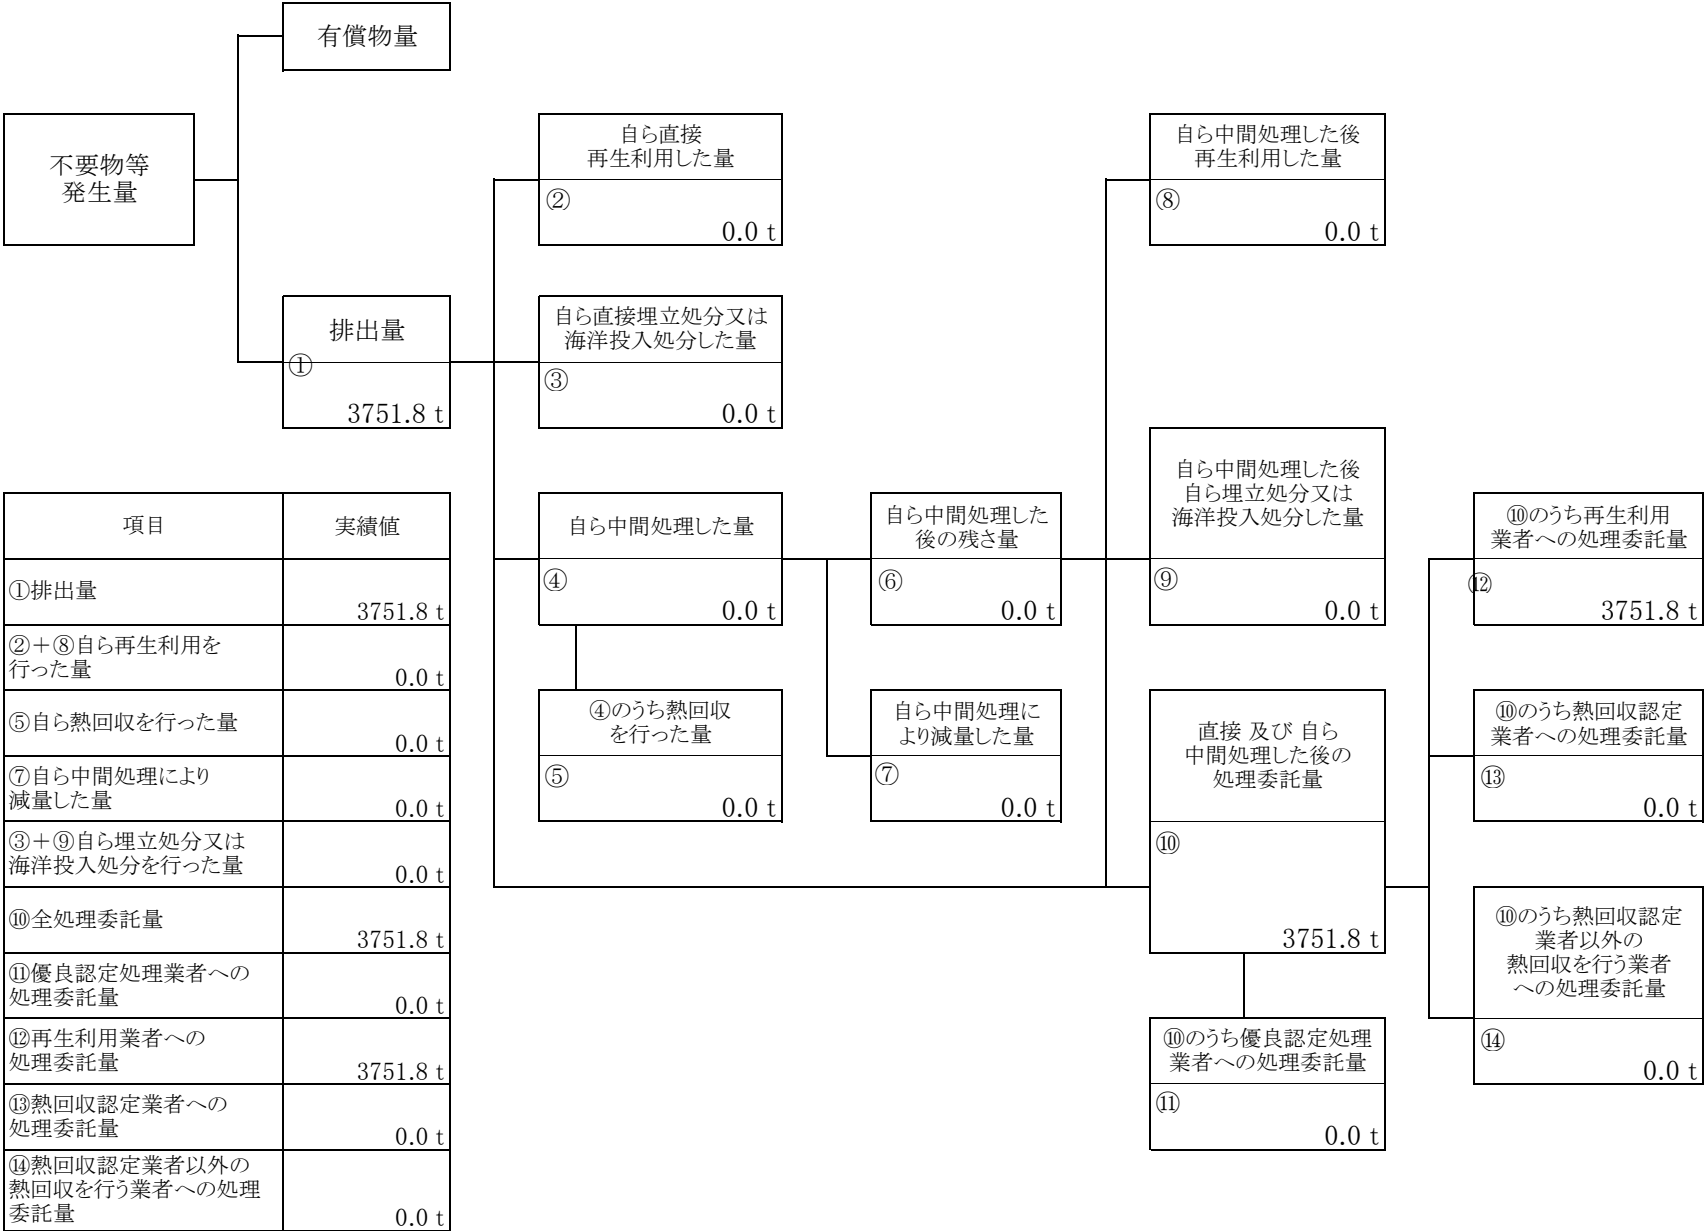 有償物量
不要物等
発生量
自ら直接
再生利用した量
②
0.0 t
自ら中間処理した後
再生利用した量
⑧
0.0 t
排出量
①
3751.8 t
自ら直接埋立処分又は
海洋投入処分した量
③
0.0 t
自ら中間処理した量
④
0.0 t
自ら中間処理した
後の残さ量
⑥
0.0 t
自ら中間処理した後
自ら埋立処分又は
海洋投入処分した量
⑨
0.0 t
⑩のうち再生利用
業者への処理委託量
⑫
3751.8 t
④のうち熱回収
を行った量
⑤
0.0 t
自ら中間処理に
より減量した量
⑦
0.0 t
直接 及び 自ら
中間処理した後の
処理委託量
⑩
3751.8 t
⑩のうち熱回収認定
業者への処理委託量
⑬
0.0 t
⑩のうち熱回収認定
業者以外の
熱回収を行う業者
への処理委託量
⑭
0.0 t
⑩のうち優良認定処理
業者への処理委託量
⑪
0.0 t
項目 実績値
①排出量
3751.8 t
②＋⑧自ら再生利用を
行った量
0.0 t
⑤自ら熱回収を行った量
0.0 t
⑦自ら中間処理により
減量した量
0.0 t
③＋⑨自ら埋立処分又は
海洋投入処分を行った量
0.0 t
⑩全処理委託量
3751.8 t
⑪優良認定処理業者への
処理委託量
0.0 t
⑫再生利用業者への
処理委託量
3751.8 t
⑬熱回収認定業者への
処理委託量
0.0 t
⑭熱回収認定業者以外の
熱回収を行う業者への処理
委託量
0.0 t